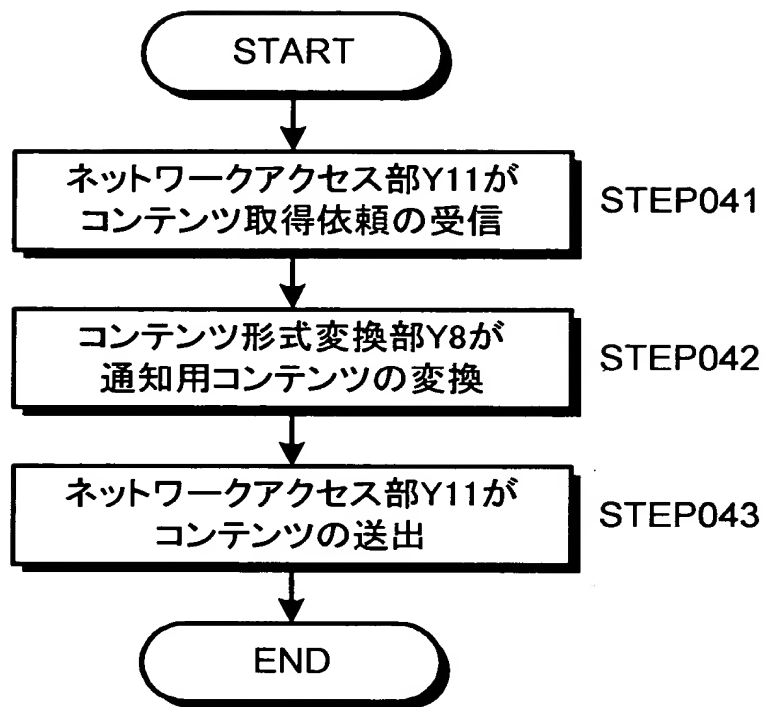 START
ネットワークアクセス部Y11が
コンテンツ取得依頼の受信
STEP041
コンテンツ形式変換部Y8が
通知用コンテンツの変換
STEP042
ネットワークアクセス部Y11が
コンテンツの送出
STEP043
END